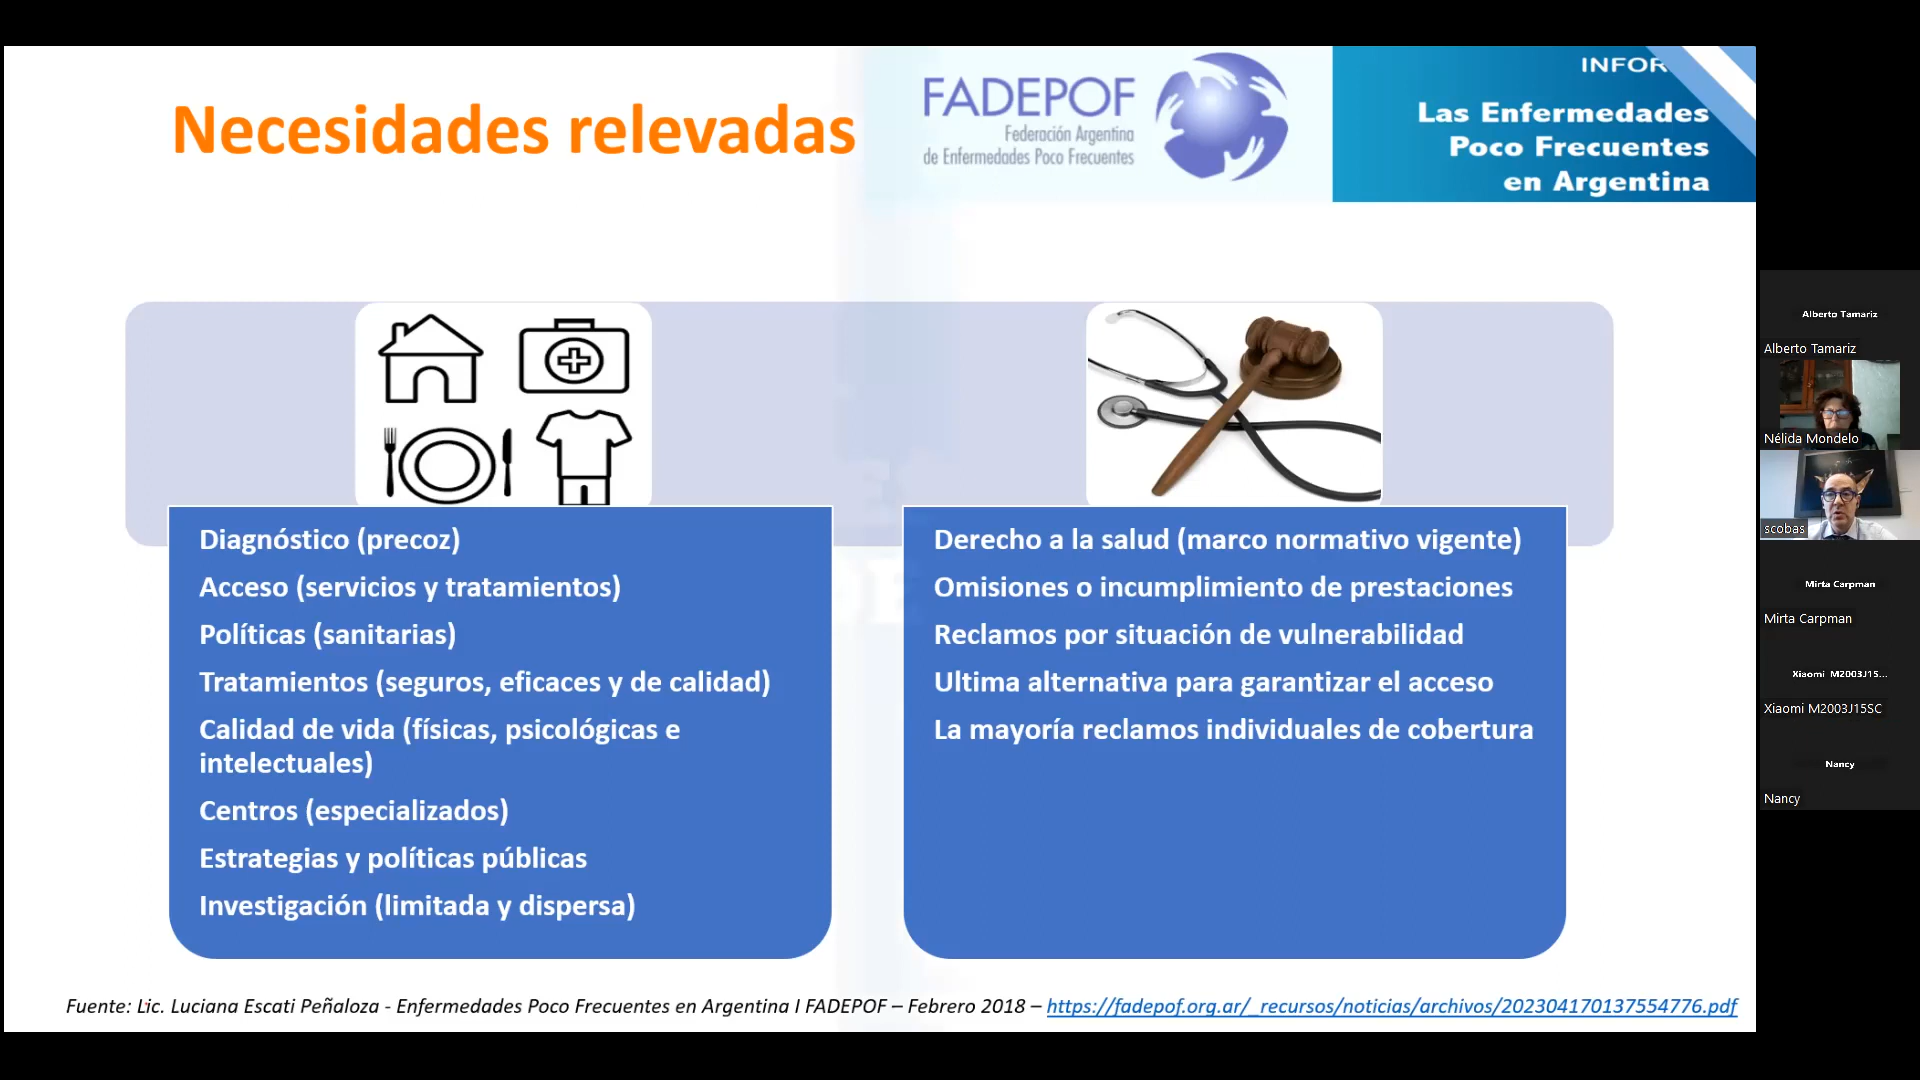 Necesidades relevadas
FADEPOF
Federación Argentina
de Enfermedades Poco Frecuentes
Las Enfermedades
Poco Frecuentes
en Argentina
Diagnóstico (precoz)
Acceso (servicios y tratamientos)
Políticas (sanitarias)
Tratamientos (seguros, eficaces y de calidad)
Calidad de vida (físicas, psicológicas e
intelectuales)
Centros (especializados)
Estrategias y políticas públicas
Investigación (limitada y dispersa)
Derecho a la salud (marco normativo vigente)
Omisiones o incumplimiento de prestaciones
Reclamos por situación de vulnerabilidad
Ultima alternativa para garantizar el acceso
La mayoría reclamos individuales de cobertura
Fuente: Lic. Luciana Escati Peñaloza - Enfermedades Poco Frecuentes en Argentina I FADEPOF – Febrero 2018 – https://fadepof.org.ar/_recursos/noticias/archivos/202304170137554776.pdf
Alberto Tamariz
Alberto Tamariz
Nélida Mondelo
scobas
Mirta Carpman
Mirta Carpman
Xiaomi M2003J15...
Xiaomi M2003J15SC
Nancy
Nancy